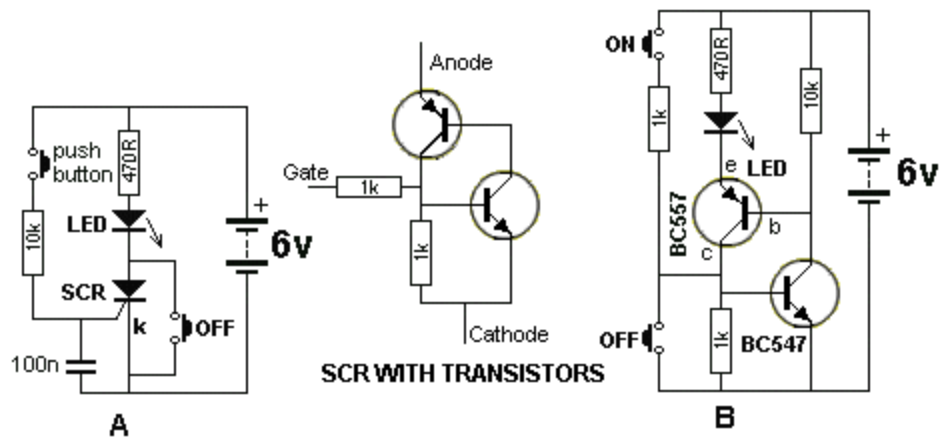 push
button
470R
LED
10k
SCR
k
OFF
100n
+
6v
A
Anode
Gate
1k
1k
Cathode
SCR WITH TRANSISTORS
ON
1k
470R
10k
LED
e
BC557
b
c
OFF
1k
BC547
+
6v
B